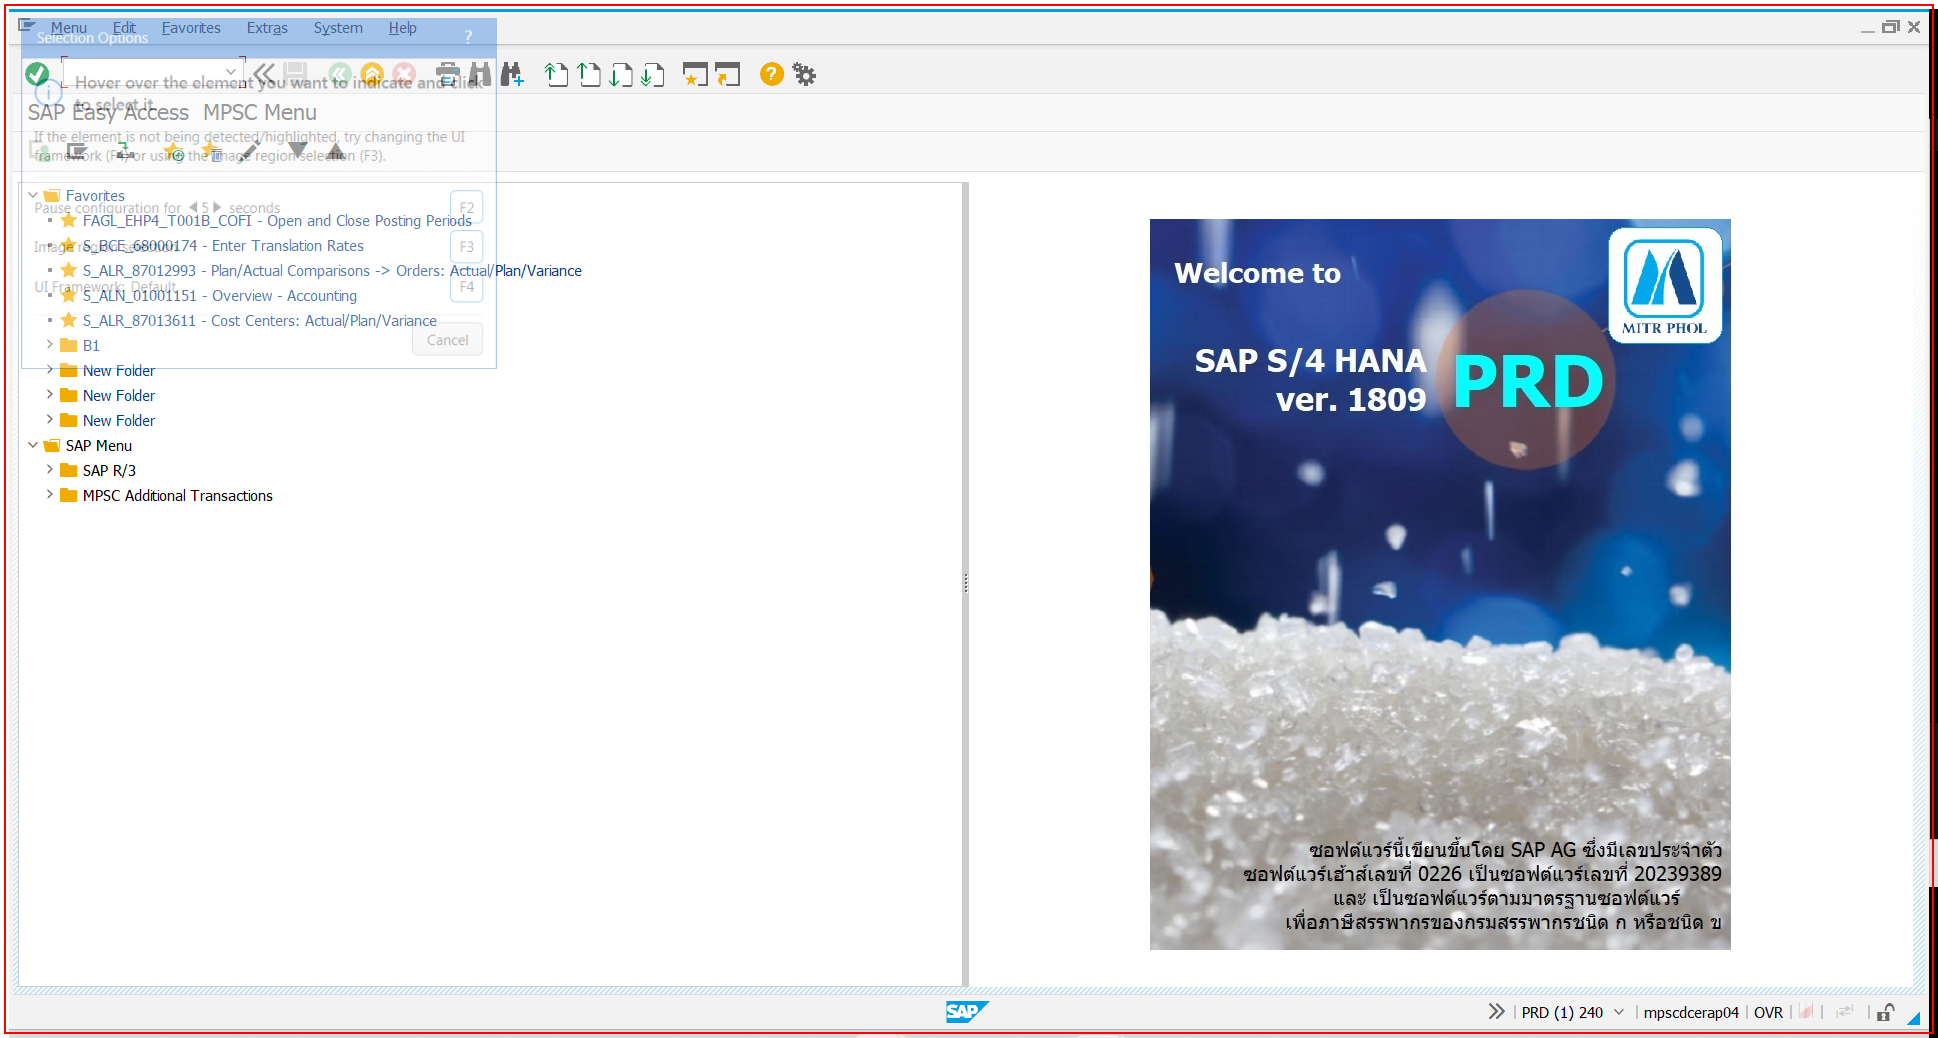 Menu Edit Favorites Extras System Help
Selection Options ?
Hover over the element you want to indicate and click
to select it
SAP Easy Access MPSC Menu
If the element is not being detected/highlighted, try changing the UI
framework (F4) or using the image region selection (F3).
Favorites
Pause configuration for 5 seconds F2
FAGL_EHP4_T001B_COFI - Open and Close Posting Periods
Image region selection F3
S_BCE_68000174 - Enter Translation Rates
S_ALR_87012993 - Plan/Actual Comparisons -> Orders: Actual/Plan/Variance
UI Framework: Default F4
S_ALN_01001151 - Overview - Accounting
S_ALR_87013611 - Cost Centers: Actual/Plan/Variance
Cancel
B1
New Folder
New Folder
New Folder
SAP Menu
SAP R/3
MPSC Additional Transactions
Welcome to
MITR PHOL
SAP S/4 HANA
ver. 1809
PRD
ซอฟต์แวร์นี้เขียนขึ้นโดย SAP AG ซึ่งมีเลขประจำตัว
ซอฟต์แวร์เฮ้าส์เลขที่ 0226 เป็นซอฟต์แวร์เลขที่ 20239389
และ เป็นซอฟต์แวร์ตามมาตรฐานซอฟต์แวร์
เพื่อภาษีสรรพากรของกรมสรรพากรชนิด ก หรือชนิด ข
SAP
PRD (1) 240 mpscdcerap04 OVR